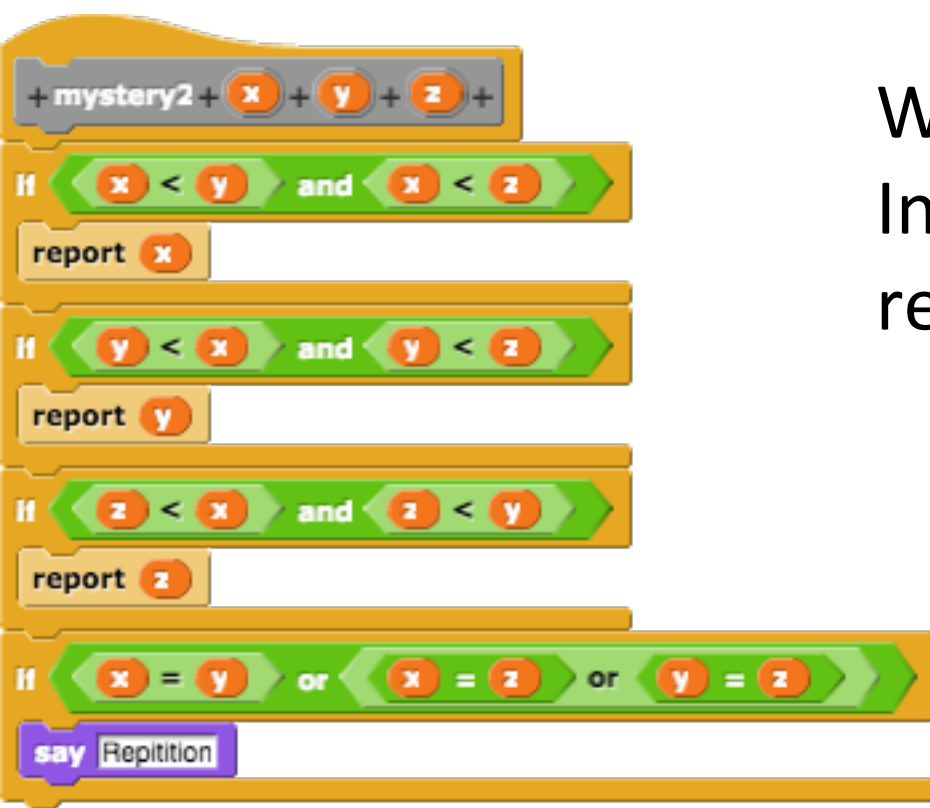 + mystery2 + x + y + z +
if x < y and x < z
report x
if y < x and y < z
report y
if z < x and z < y
report z
if x = y or x = z or y = z
say Repitition